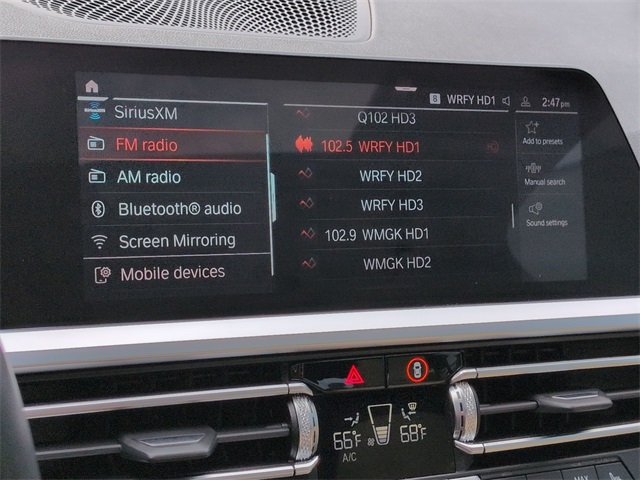 B WRFY HD1 2:47pm
SiriusXM
FM radio
AM radio
Bluetooth® audio
Screen Mirroring
Mobile devices
Q102 HD3
102.5 WRFY HD1
WRFY HD2
WRFY HD3
102.9 WMGK HD1
WMGK HD2
Add to presets
Manual search
Sound settings
66°F
A/C
68°F
MAX